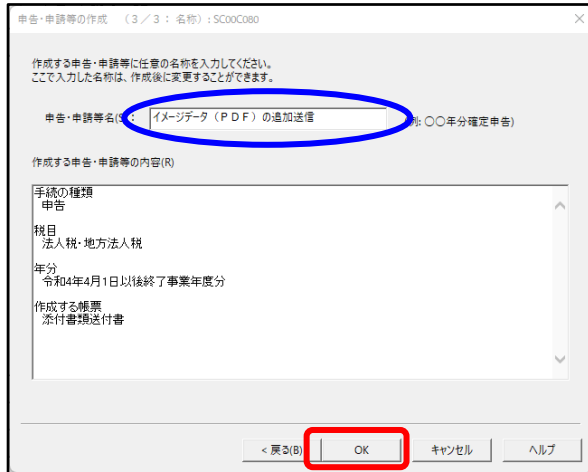 申告・申請等の作成　（３／３：名称）：SC00C080
作成する申告・申請等に任意の名称を入力してください。
ここで入力した名称は、作成後に変更することができます。
申告・申請等名(S)： イメージデータ（ＰＤＦ）の追加送信 例：〇〇年分確定申告)
作成する申告・申請等の内容(R)
手続の種類
申告
税目
法人税・地方法人税
年分
令和4年4月1日以後終了事業年度分
作成する帳票
添付書類送付書
< 戻る(B) OK キャンセル ヘルプ